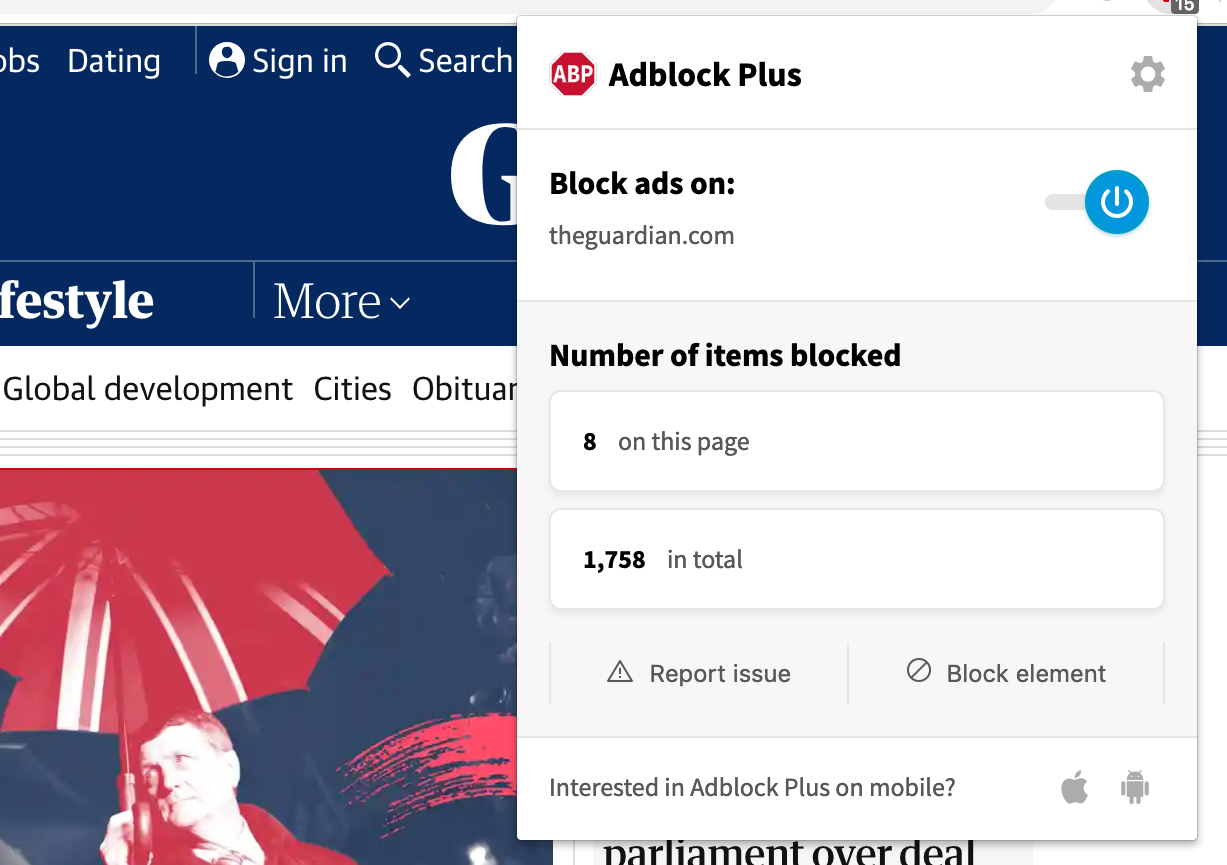 15
obs Dating Sign in Search
G
festyle More
Global development Cities Obituar
ABP Adblock Plus
Block ads on:
theguardian.com
Number of items blocked
8 on this page
1,758 in total
Report issue Block element
Interested in Adblock Plus on mobile?
parliament over deal